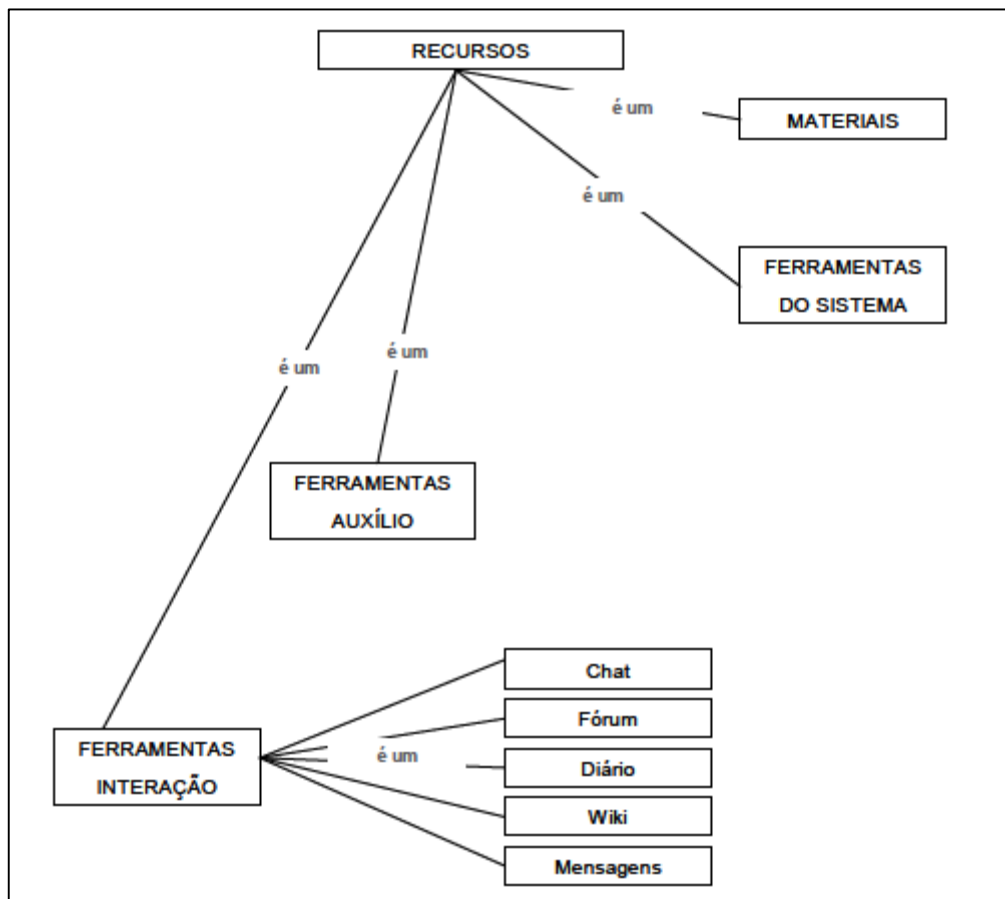 RECURSOS
é um
MATERIAIS
é um
FERRAMENTAS
DO SISTEMA
é um
é um
FERRAMENTAS
AUXÍLIO
Chat
Fórum
FERRAMENTAS
INTERAÇÃO
é um
Diário
Wiki
Mensagens